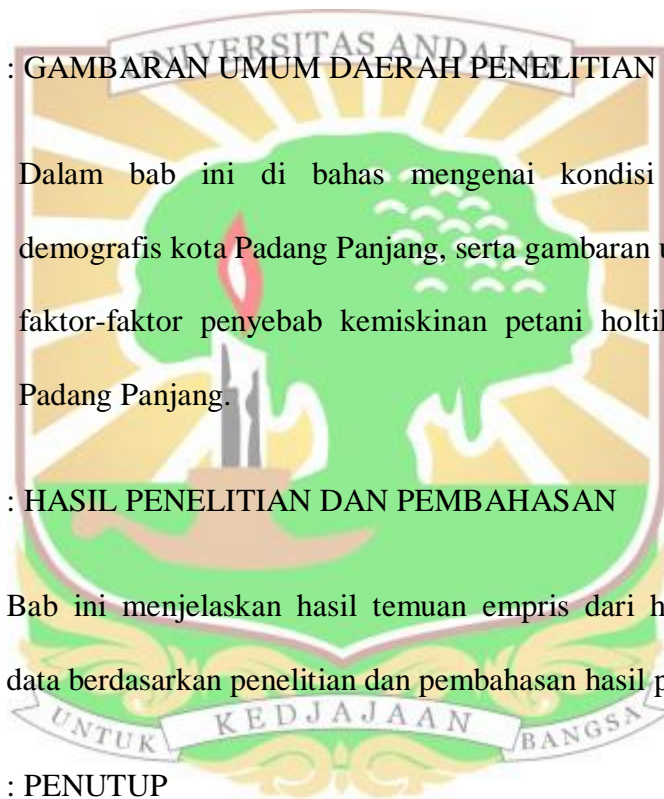 UNIVERSITAS ANDALAS
: GAMBARAN UMUM DAERAH PENELITIAN
Dalam bab ini di bahas mengenai kondisi
demografis kota Padang Panjang, serta gambaran
faktor-faktor penyebab kemiskinan petani
Padang Panjang.
: HASIL PENELITIAN DAN PEMBAHASAN
Bab ini menjelaskan hasil temuan empris dari
data berdasarkan penelitian dan pembahasan hasil
UNTUK KEDJAJAAN BANGSA
: PENUTUP